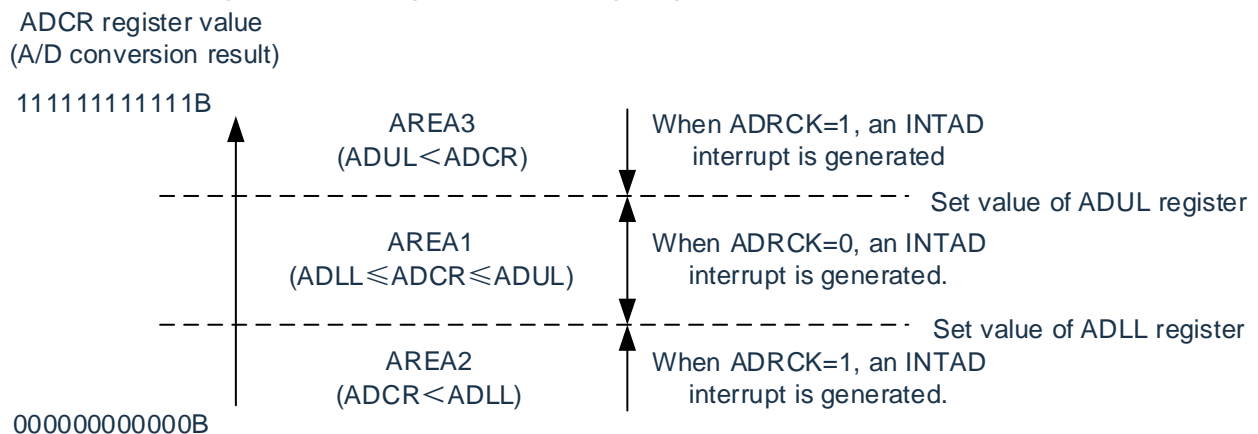 ADCR register value
(A/D conversion result)
111111111111B
AREA3
(ADUL<ADCR)
When ADRCK=1, an INTAD
interrupt is generated
Set value of ADUL register
AREA1
(ADLL≤ADCR≤ADUL)
When ADRCK=0, an INTAD
interrupt is generated.
Set value of ADLL register
AREA2
(ADCR<ADLL)
When ADRCK=1, an INTAD
interrupt is generated.
000000000000B